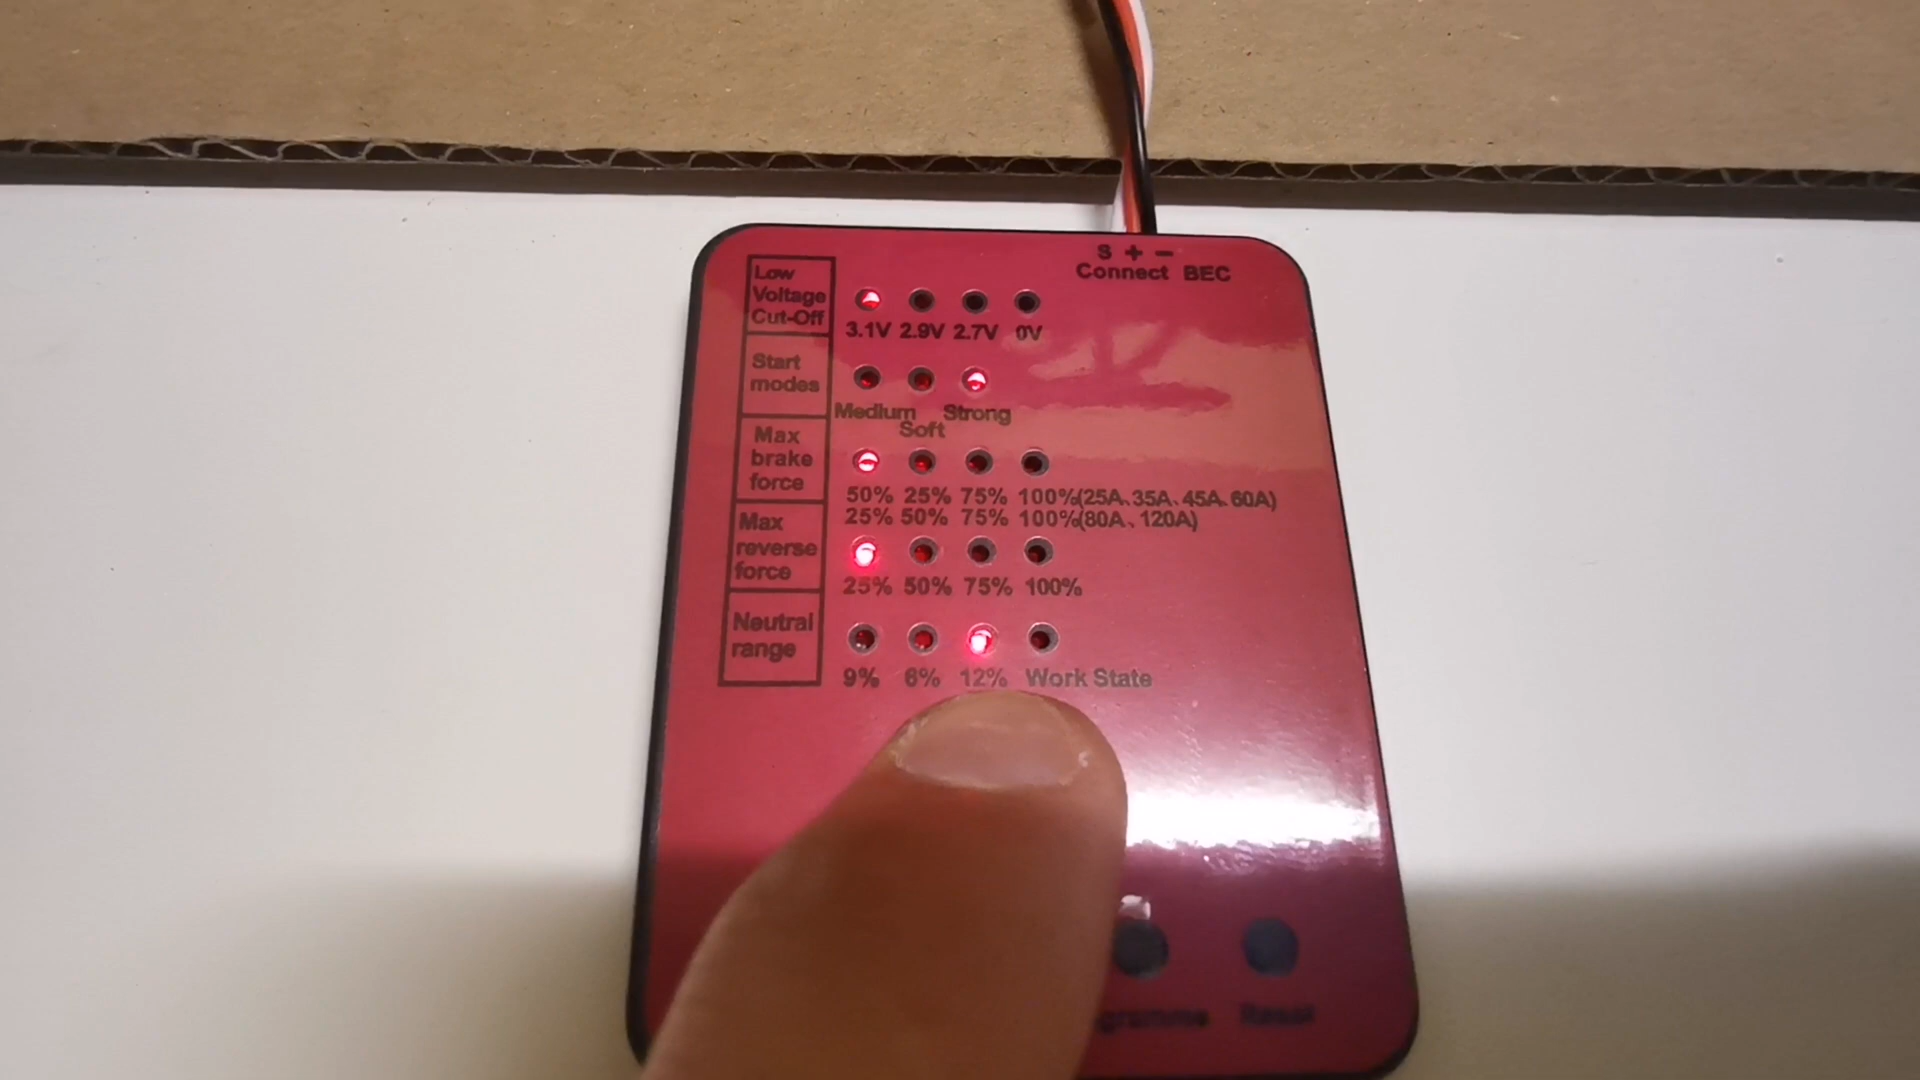 S + −
Connect BEC
Low
Voltage
Cut-Off
3.1V 2.9V 2.7V 0V
Start
modes
Medium Strong
Soft
Max
brake
force
50% 25% 75% 100%(25A、35A、45A、60A)
25% 50% 75% 100%(80A、120A)
Max
reverse
force
25% 50% 75% 100%
Neutral
range
9% 6% 12% Work State
Reset